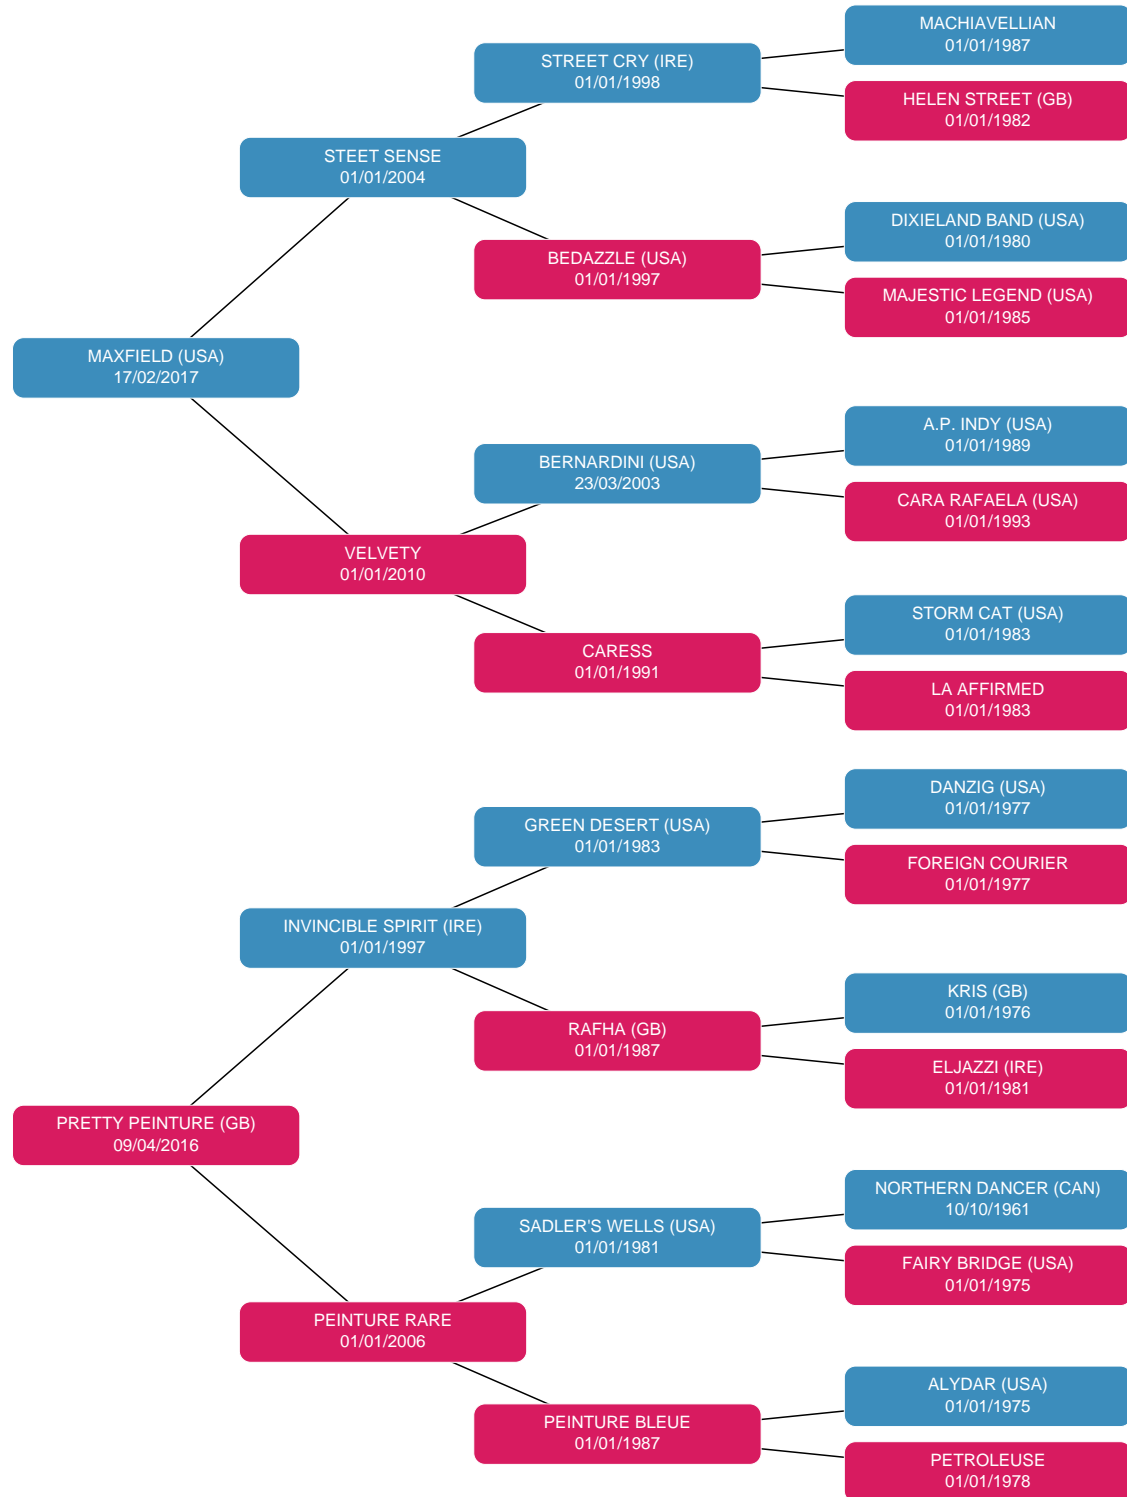 MACHIAVELLIAN
01/01/1987
STREET CRY (IRE)
01/01/1998
HELEN STREET (GB)
01/01/1982
STEET SENSE
01/01/2004
DIXIELAND BAND (USA)
01/01/1980
BEDAZZLE (USA)
01/01/1997
MAJESTIC LEGEND (USA)
01/01/1985
MAXFIELD (USA)
17/02/2017
A.P. INDY (USA)
01/01/1989
BERNARDINI (USA)
23/03/2003
CARA RAFAELA (USA)
01/01/1993
VELVETY
01/01/2010
STORM CAT (USA)
01/01/1983
CARESS
01/01/1991
LA AFFIRMED
01/01/1983
DANZIG (USA)
01/01/1977
GREEN DESERT (USA)
01/01/1983
FOREIGN COURIER
01/01/1977
INVINCIBLE SPIRIT (IRE)
01/01/1997
KRIS (GB)
01/01/1976
RAFHA (GB)
01/01/1987
ELJAZZI (IRE)
01/01/1981
PRETTY PEINTURE (GB)
09/04/2016
NORTHERN DANCER (CAN)
10/10/1961
SADLER'S WELLS (USA)
01/01/1981
FAIRY BRIDGE (USA)
01/01/1975
PEINTURE RARE
01/01/2006
ALYDAR (USA)
01/01/1975
PEINTURE BLEUE
01/01/1987
PETROLEUSE
01/01/1978